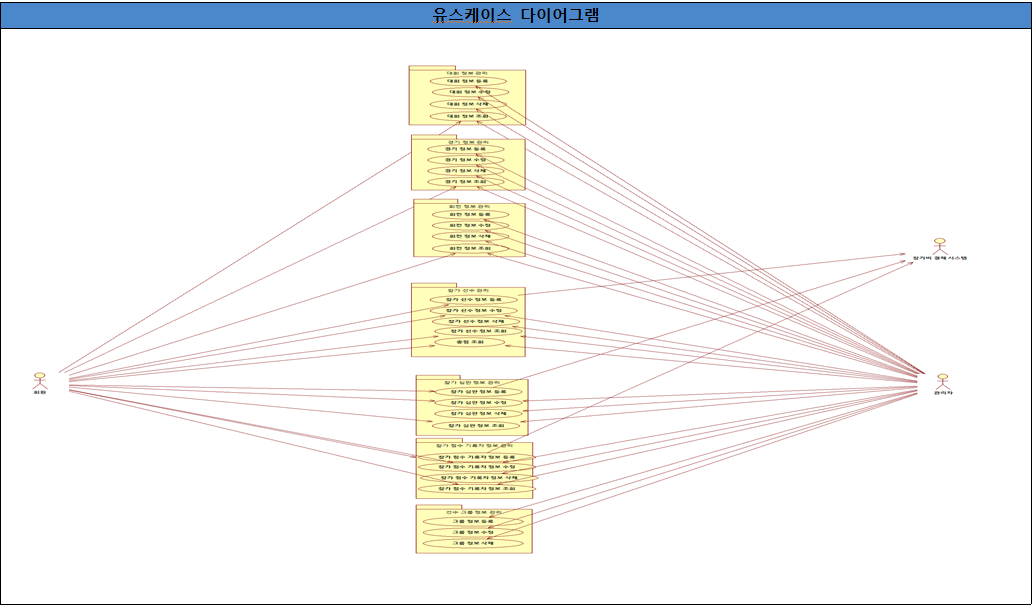 유스케이스 다이어그램
대회 정보 관리
대회 정보 등록
대회 정보 수정
대회 정보 삭제
대회 정보 조회
경기 정보 관리
경기 정보 등록
경기 정보 수정
경기 정보 삭제
경기 정보 조회
회전 정보 관리
회전 정보 등록
회전 정보 수정
회전 정보 삭제
회전 정보 조회
참가비 결제 시스템
참가 선수 관리
참가 선수 정보 등록
참가 선수 정보 수정
참가 선수 정보 삭제
참가 선수 정보 조회
총점 조회
회원
관리자
참가 심판 정보 관리
참가 심판 정보 등록
참가 심판 정보 수정
참가 심판 정보 삭제
참가 심판 정보 조회
참가 점수 기록자 정보 관리
참가 점수 기록자 정보 등록
참가 점수 기록자 정보 수정
참가 점수 기록자 정보 삭제
참가 점수 기록자 정보 조회
선수 그룹 정보 관리
그룹 정보 등록
그룹 정보 수정
그룹 정보 삭제